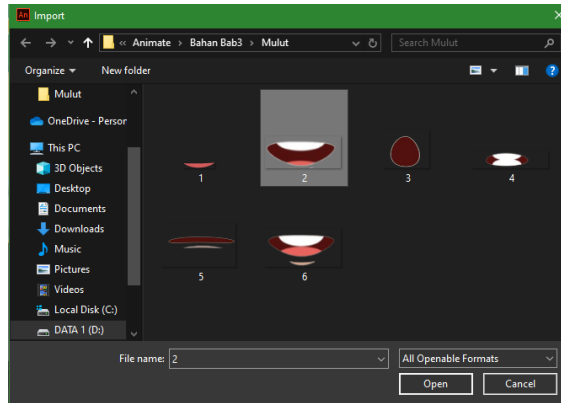 An Import
« Animate > Bahan Bab3 > Mulut
Search Mulut
Organize
New folder
Mulut
OneDrive - Person
This PC
3D Objects
Desktop
Documents
Downloads
Music
Pictures
Videos
Local Disk (C:)
DATA 1 (D:)
1
2
3
4
5
6
File name: 2
All Openable Formats
Open
Cancel